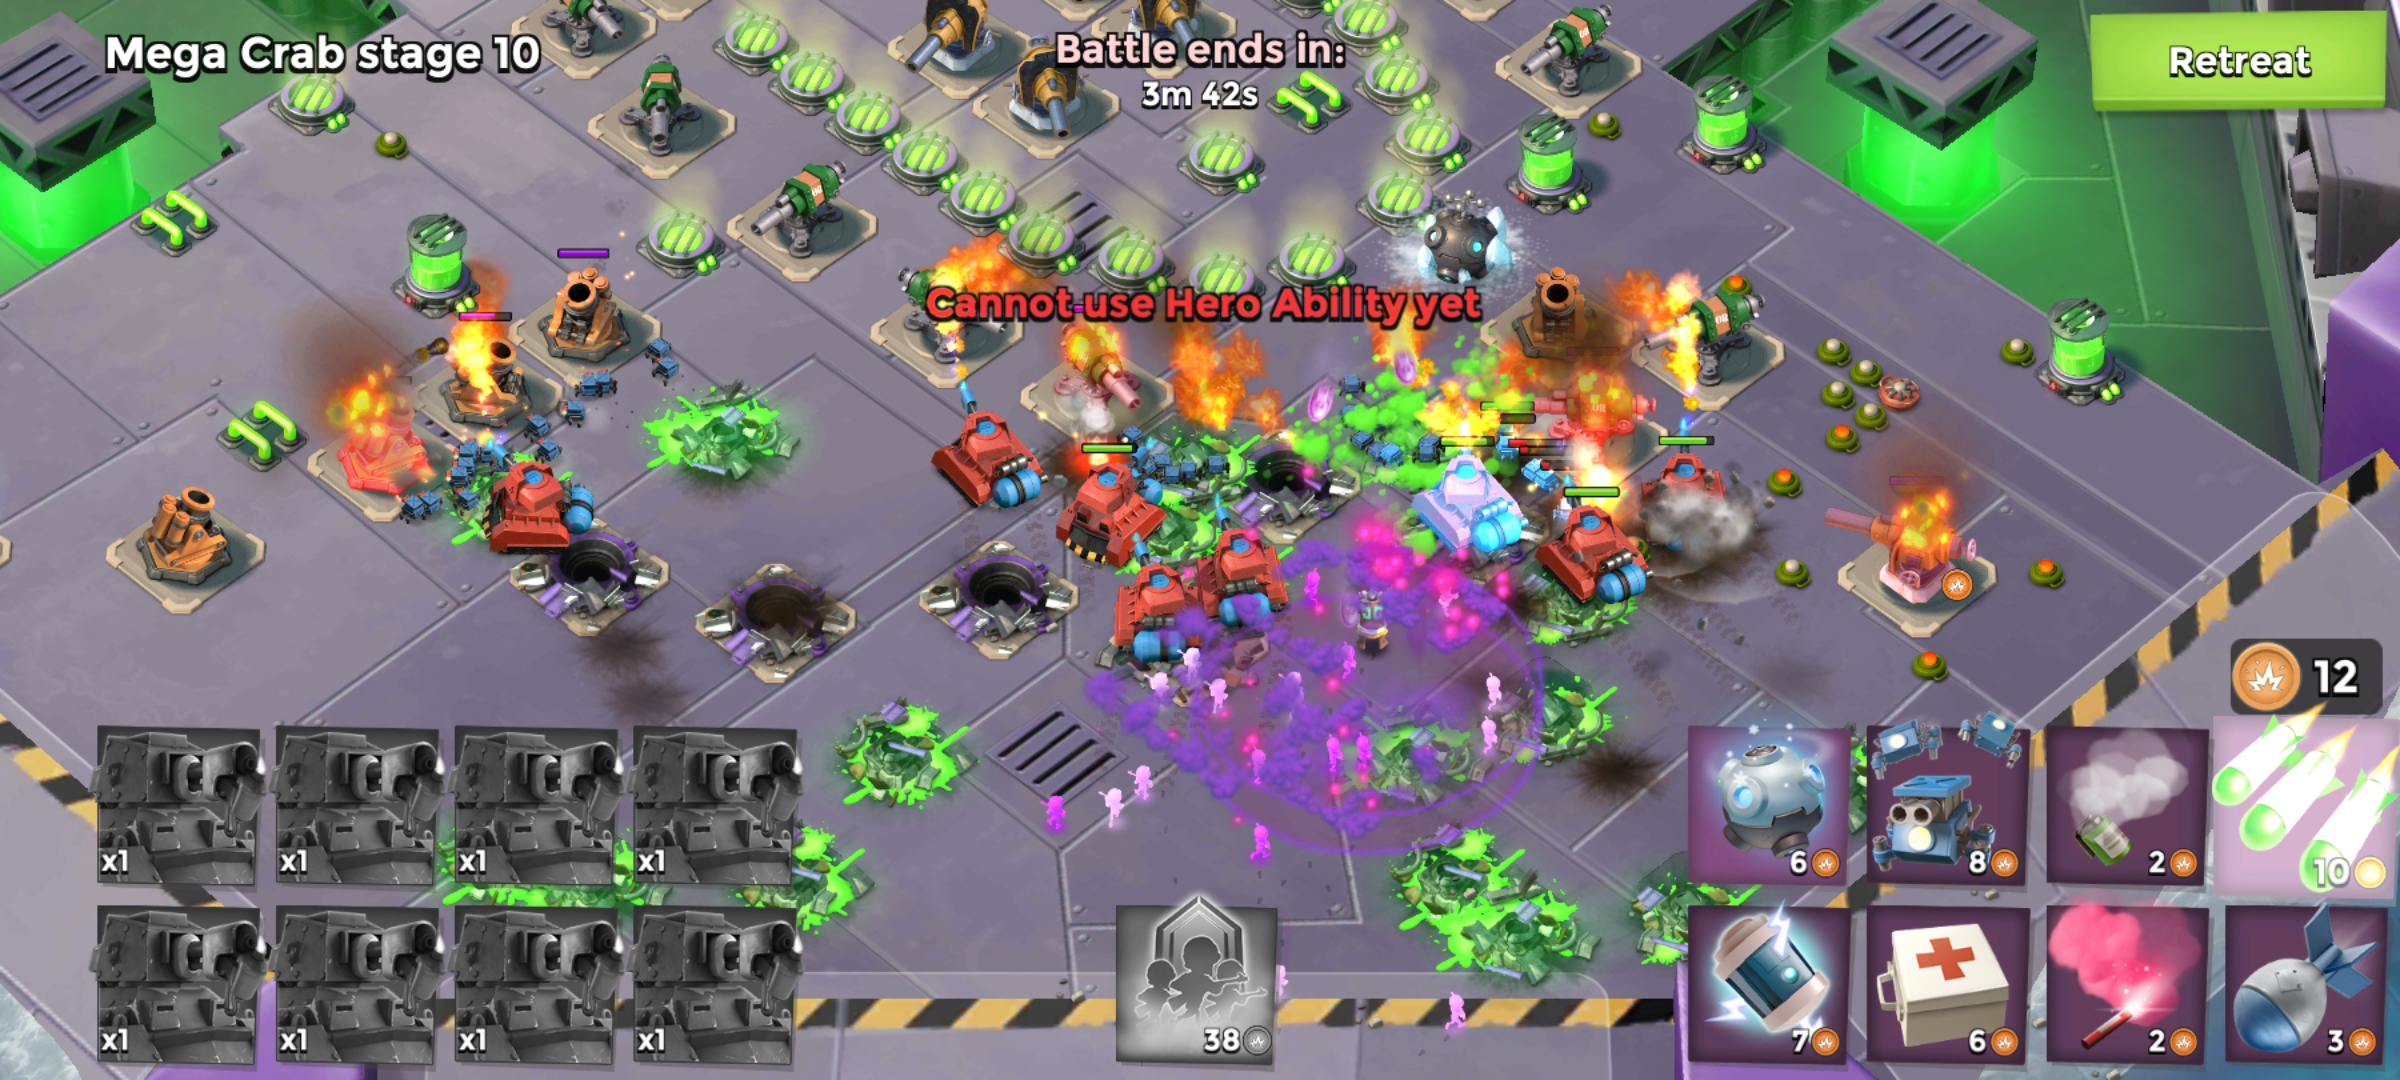 Mega Crab stage 10
Battle ends in:
3m 42s
Retreat
Cannot use Hero Ability yet
12
x1
x1
x1
x1
6
8
2
10
x1
x1
x1
x1
38
7
6
2
3